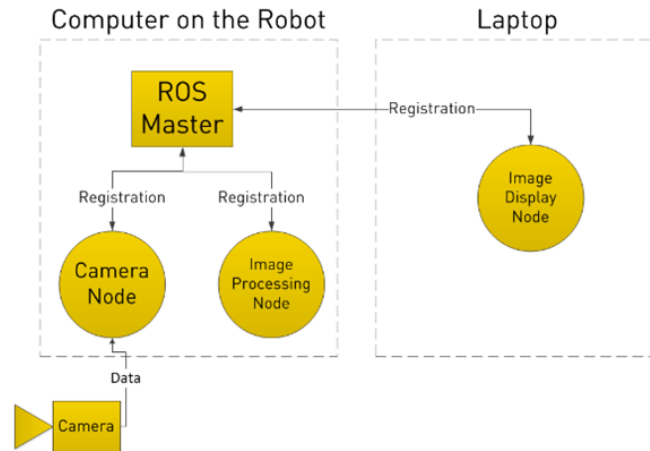 Computer on the Robot
Laptop
ROS
Master
Registration
Registration
Registration
Image
Display
Node
Camera
Node
Image
Processing
Node
Data
Camera